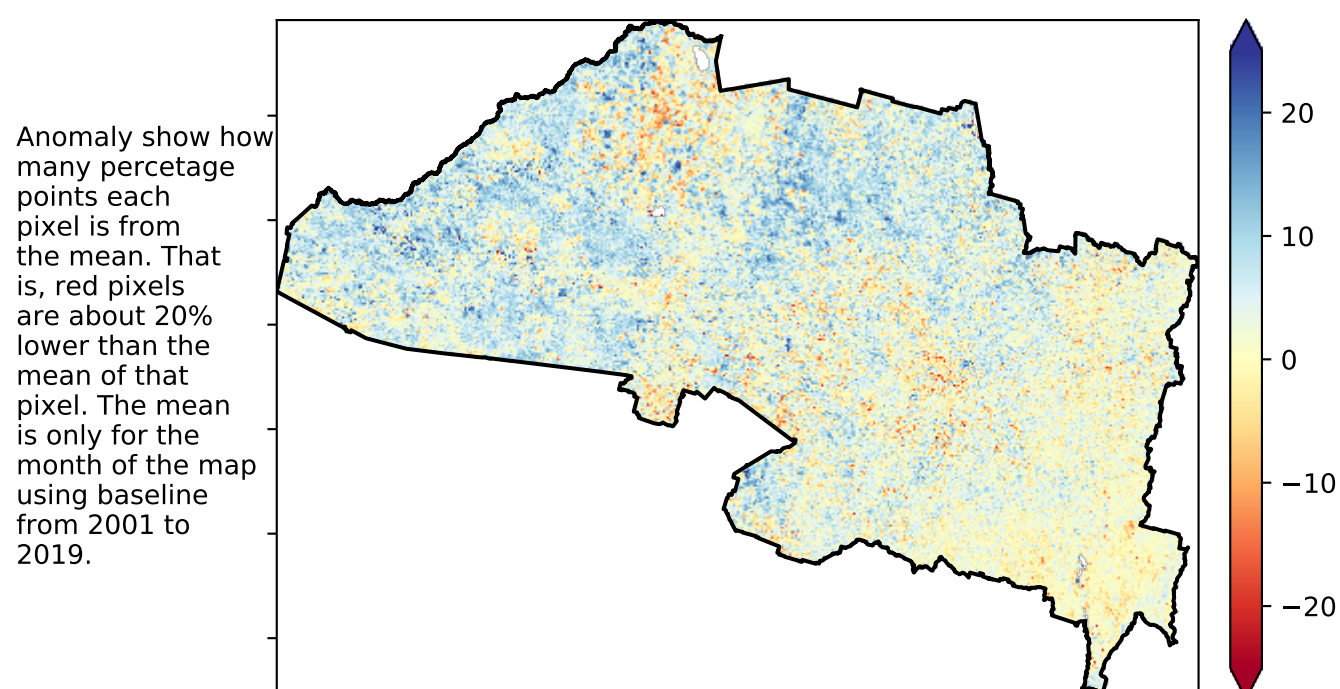 Anomaly show how
many percetage
points each
pixel is from
the mean. That
is, red pixels
are about 20%
lower than the
mean of that
pixel. The mean
is only for the
month of the map
using baseline
from 2001 to
2019.
20
10
0
−10
−20